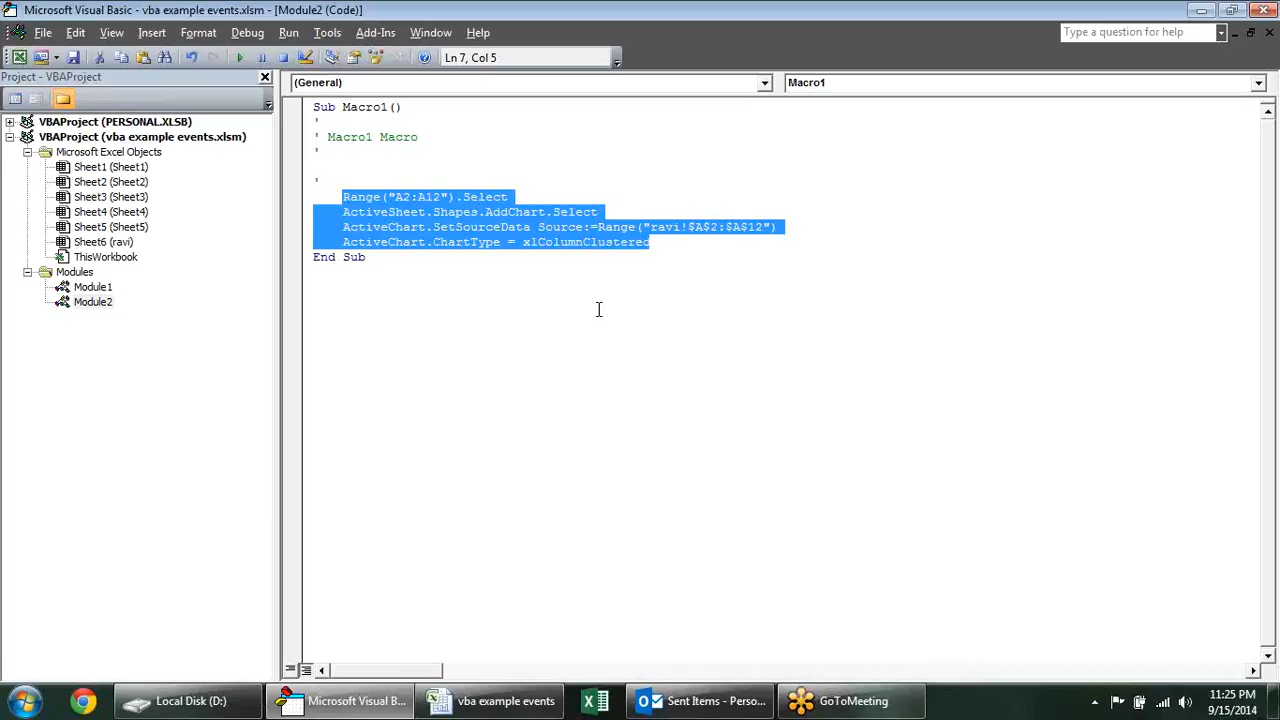 Microsoft Visual Basic - vba example events.xlsm - [Module2 (Code)]
File Edit View Insert Format Debug Run Tools Add-Ins Window Help
Type a question for help
Ln 7, Col 5
Project - VBAProject
(General)
Macro1
VBAProject (PERSONAL.XLSB)
VBAProject (vba example events.xlsm)
Microsoft Excel Objects
Sheet1 (Sheet1)
Sheet2 (Sheet2)
Sheet3 (Sheet3)
Sheet4 (Sheet4)
Sheet5 (Sheet5)
Sheet6 (ravi)
ThisWorkbook
Modules
Module1
Module2
Sub Macro1()
'
' Macro1 Macro
'
'
Range("A2:A12").Select
ActiveSheet.Shapes.AddChart.Select
ActiveChart.SetSourceData Source:=Range("ravi!$A$2:$A$12")
ActiveChart.ChartType = xlColumnClustered
End Sub
Local Disk (D:)
Microsoft Visual B...
vba example events
Sent Items - Perso...
GoToMeeting
11:25 PM
9/15/2014